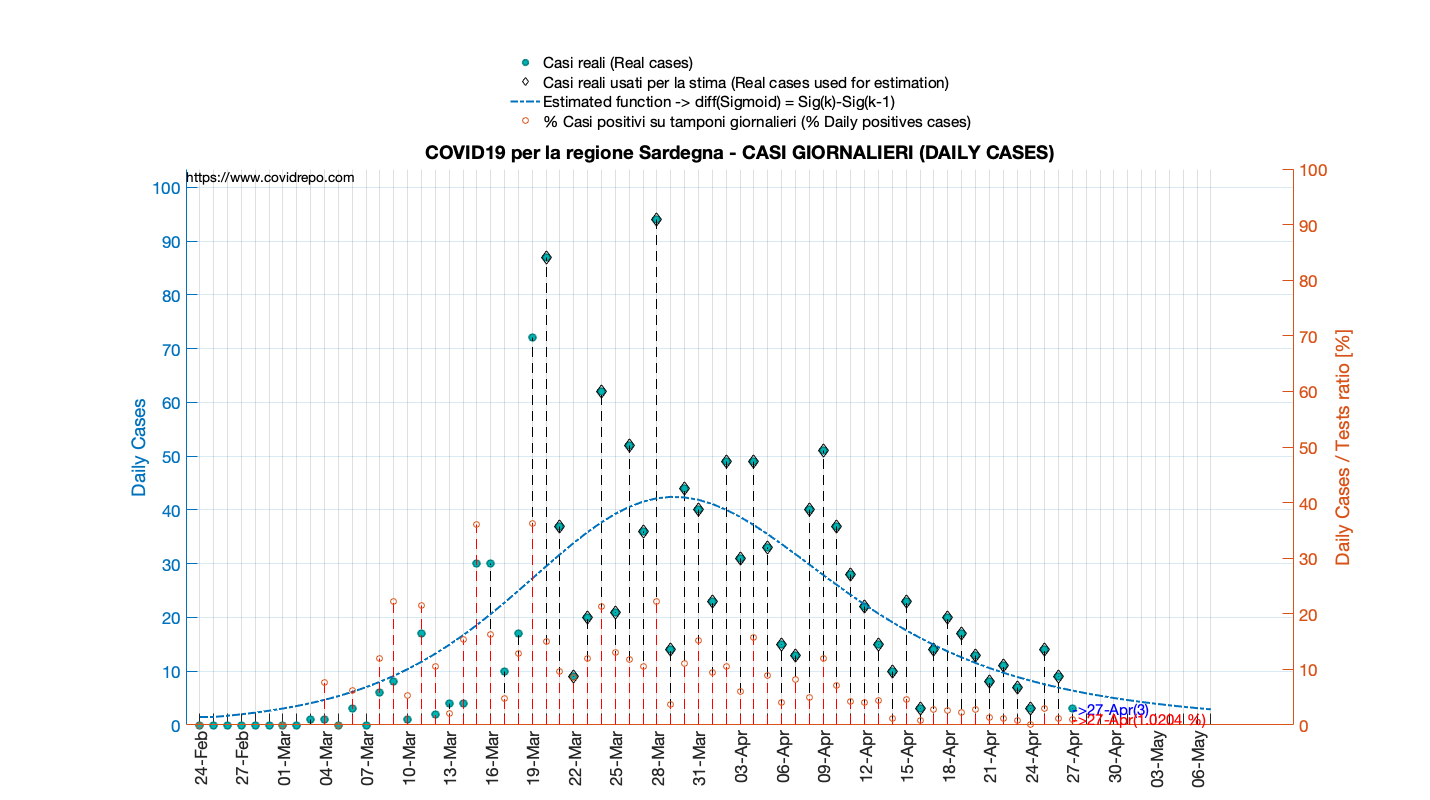 Casi reali (Real cases)
Casi reali usati per la stima (Real cases used for estimation)
Estimated function -> diff(Sigmoid) = Sig(k)-Sig(k-1)
% Casi positivi su tamponi giornalieri (% Daily positives cases)
COVID19 per la regione Sardegna - CASI GIORNALIERI (DAILY CASES)
https://www.covidrepo.com
100
90
80
70
60
50
40
30
20
10
0
Daily Cases
100
90
80
70
60
50
40
30
20
10
0
Daily Cases / Tests ratio [%]
->27-Apr(3)
->27-Apr(1.0204 %)
24-Feb
27-Feb
01-Mar
04-Mar
07-Mar
10-Mar
13-Mar
16-Mar
19-Mar
22-Mar
25-Mar
28-Mar
31-Mar
03-Apr
06-Apr
09-Apr
12-Apr
15-Apr
18-Apr
21-Apr
24-Apr
27-Apr
30-Apr
03-May
06-May